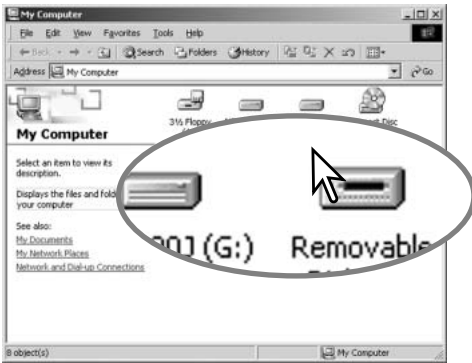 My Computer
File Edit View Favorites Tools Help
Back Search Folders History
Address My Computer Go
3½ Floppy Disc
My Computer
Select an item to view its
description.
Displays the files and fold
your computer
See also:
My Documents
My Network Places
Network and Dial-up Connections
(G:) Removable
8 object(s) My Computer